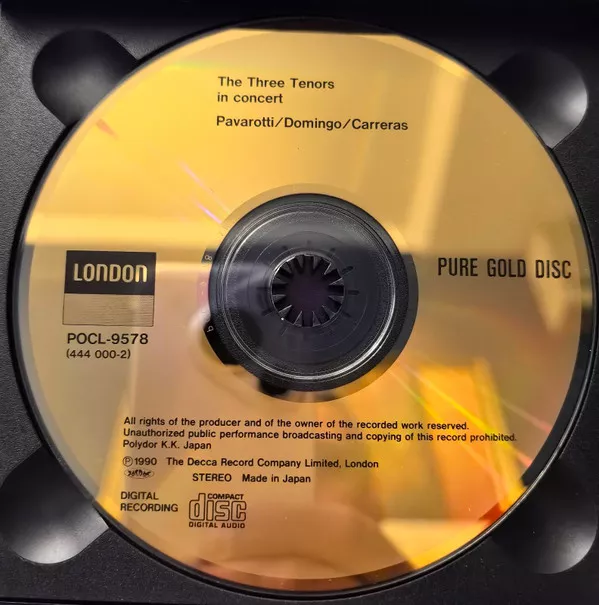 The Three Tenors
in concert
Pavarotti/Domingo/Carreras
LONDON
PURE GOLD DISC
POCL-9578
(444 000-2)
All rights of the producer and of the owner of the recorded work reserved.
Unauthorized public performance broadcasting and copying of this record prohibited.
Polydor K.K. Japan
Ⓟ1990 The Decca Record Company Limited, London
STEREO Made in Japan
DIGITAL
RECORDING
COMPACT
disc
DIGITAL AUDIO